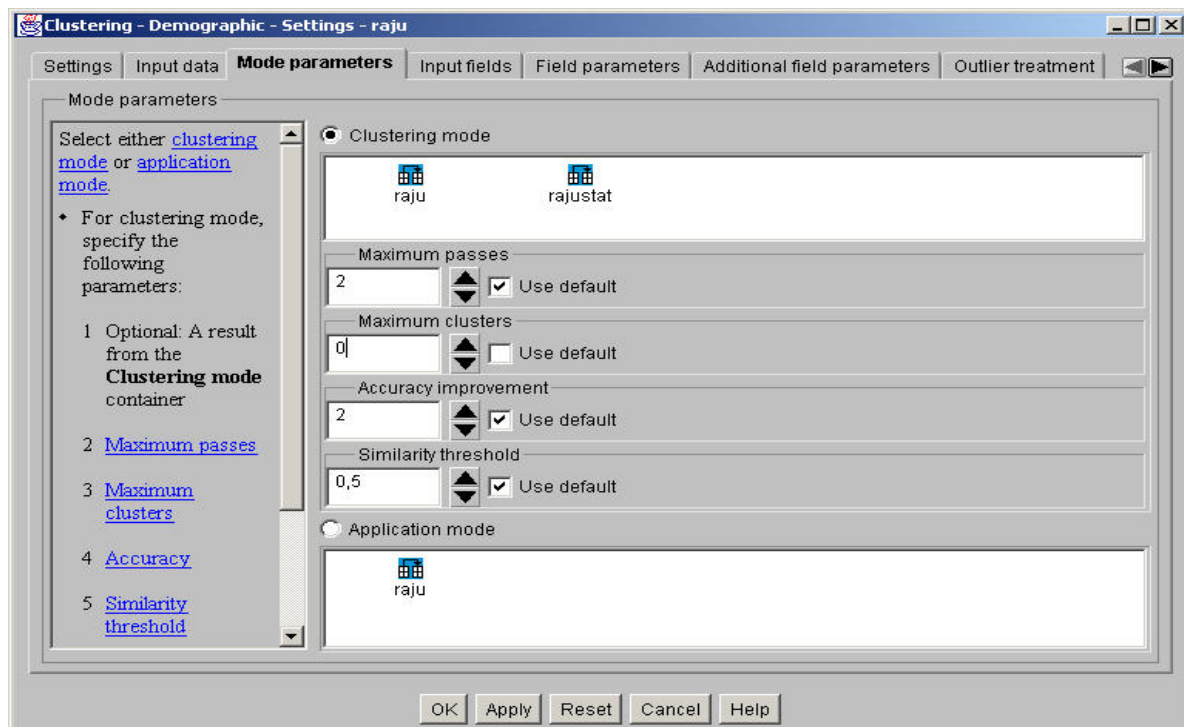 Clustering - Demographic - Settings - raju
Settings
Input data
Mode parameters
Input fields
Field parameters
Additional field parameters
Outlier treatment
Mode parameters
Select either clustering
mode or application
mode.
• For clustering mode,
specify the
following
parameters:
1 Optional: A result
from the
Clustering mode
container
2 Maximum passes
3 Maximum
clusters
4 Accuracy
5 Similarity
threshold
Clustering mode
raju
rajustat
Maximum passes
2
Use default
Maximum clusters
0
Use default
Accuracy improvement
2
Use default
Similarity threshold
0,5
Use default
Application mode
raju
OK
Apply
Reset
Cancel
Help